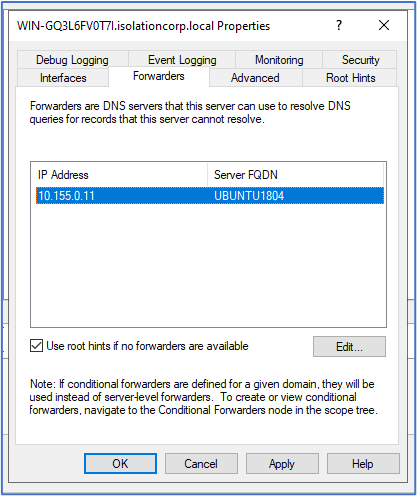 WIN-GQ3L6FV0T7I.isolationcorp.local Properties
?
Debug Logging Event Logging Monitoring Security
Interfaces Forwarders Advanced Root Hints
Forwarders are DNS servers that this server can use to resolve DNS
queries for records that this server cannot resolve.
IP Address Server FQDN
10.155.0.11 UBUNTU1804
Use root hints if no forwarders are available
Edit...
Note: If conditional forwarders are defined for a given domain, they will be
used instead of server-level forwarders. To create or view conditional
forwarders, navigate to the Conditional Forwarders node in the scope tree.
OK Cancel Apply Help